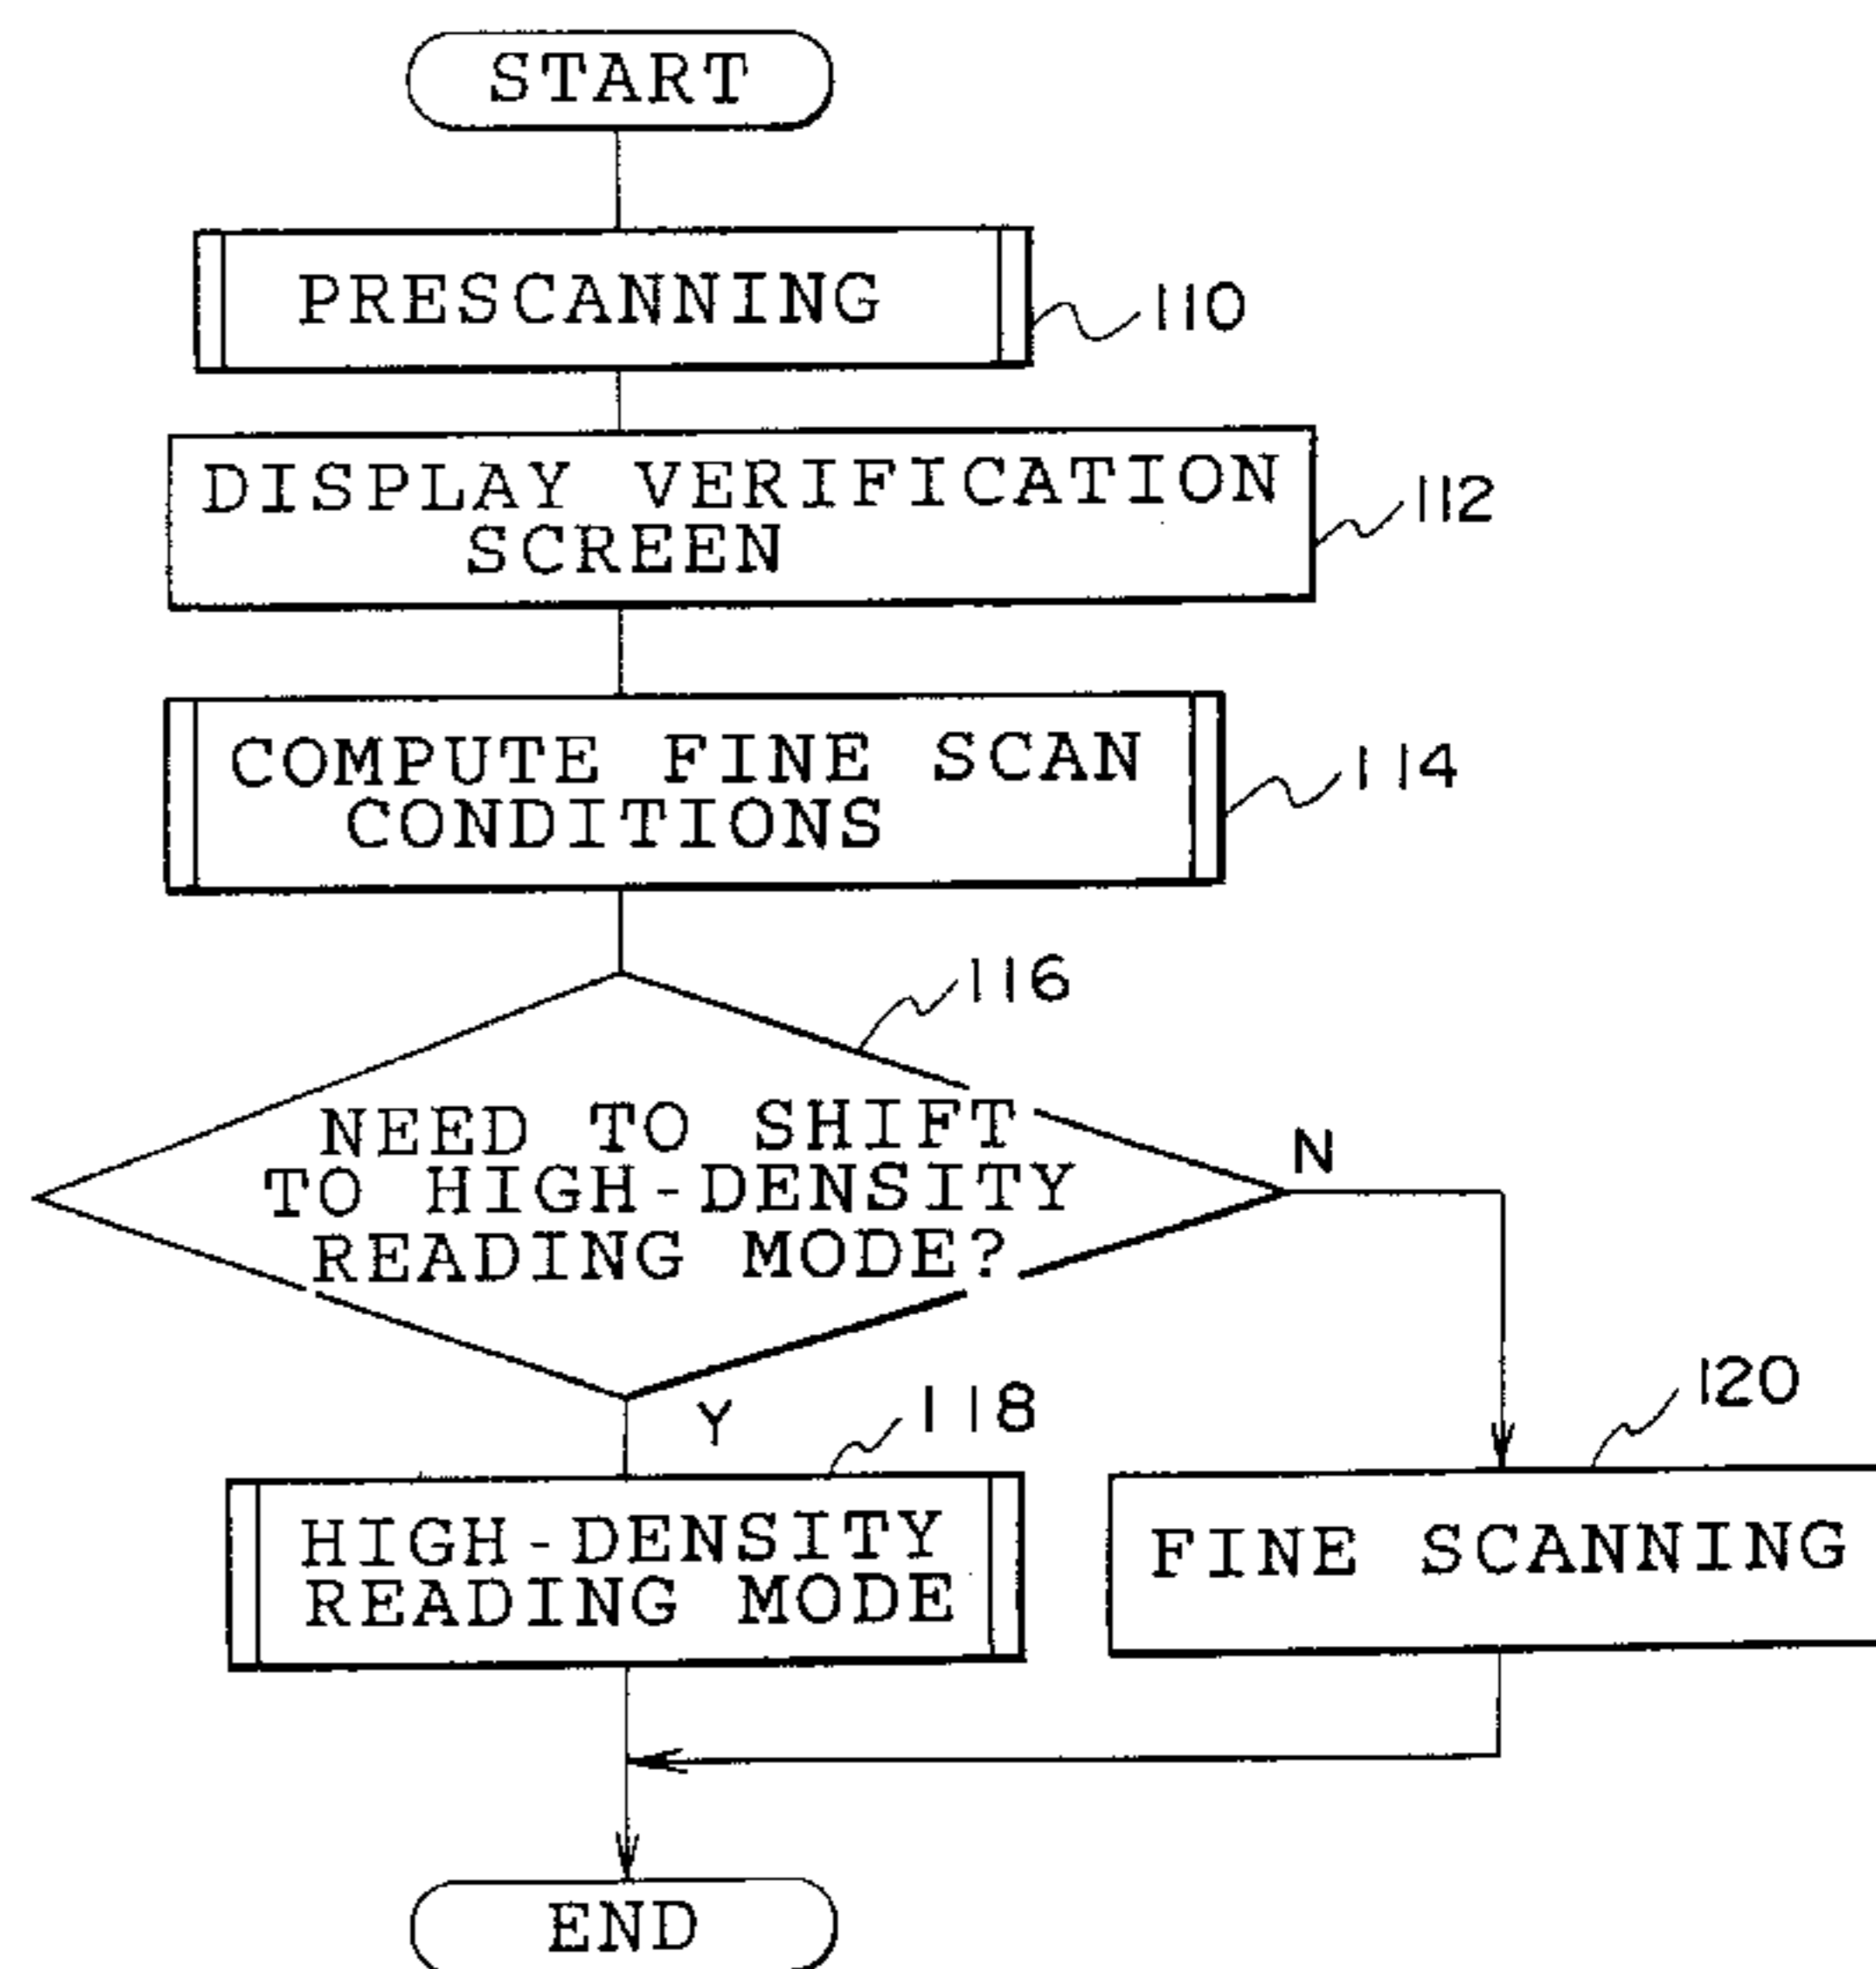 START
PRESCANNING
110
DISPLAY VERIFICATION
SCREEN
112
COMPUTE FINE SCAN
CONDITIONS
114
116
NEED TO SHIFT
TO HIGH-DENSITY
READING MODE?
N
Y
118
120
HIGH-DENSITY
READING MODE
FINE SCANNING
END